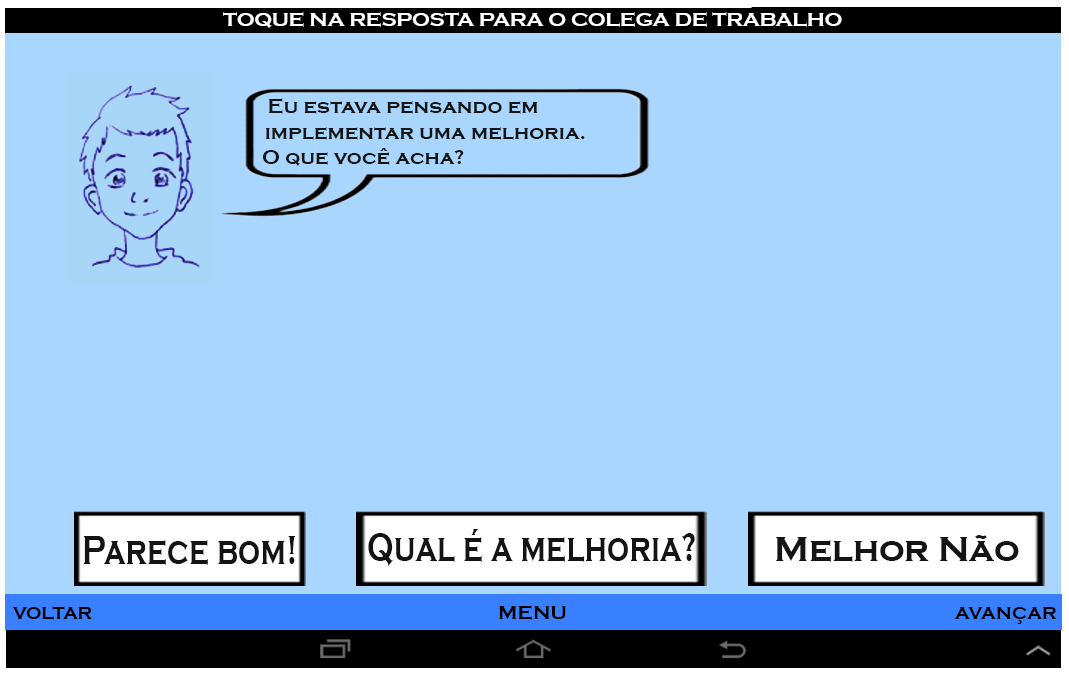 TOQUE NA RESPOSTA PARA O COLEGA DE TRABALHO
Eu estava pensando em
implementar uma melhoria.
O que você acha?
Parece bom!
Qual é a melhoria?
Melhor Não
VOLTAR
MENU
AVANÇAR